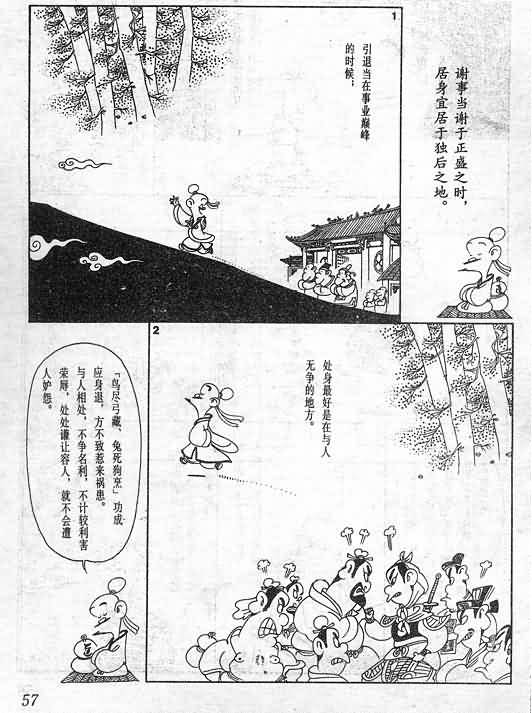 谢事当谢于正盛之时，
居身宜居于独后之地。
1
引退当在事业巅峰
的时候；
2
处身最好是在与人
无争的地方。
「鸟尽弓藏、兔死狗烹」功成
应身退，方不致惹来祸患。
与人相处，不争名利，不计较利害
荣辱，处处谦让容人，就不会遭
人妒怨。
57